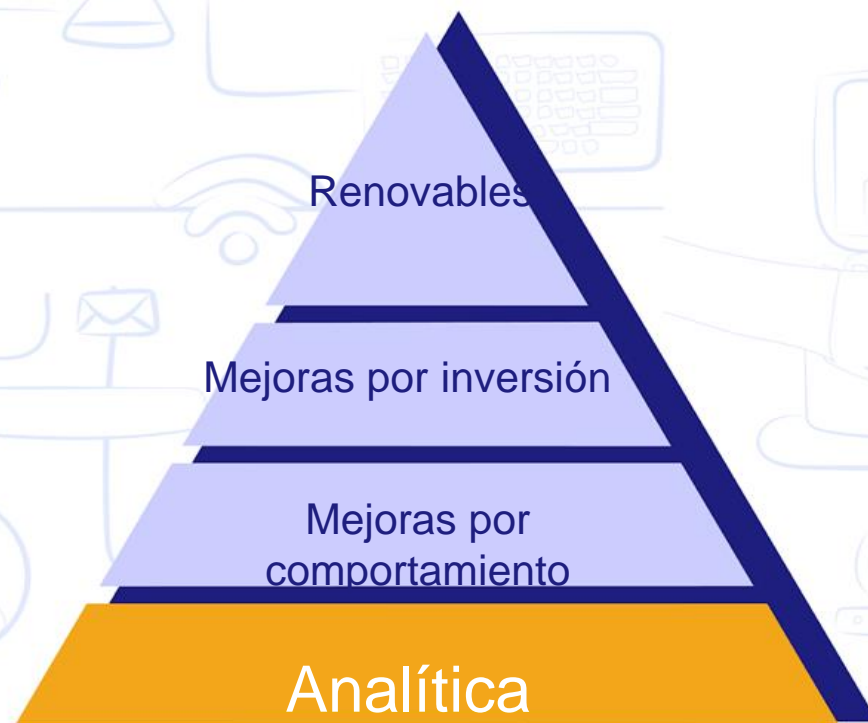 Renovables
Mejoras por inversión
Mejoras por
comportamiento
Analítica